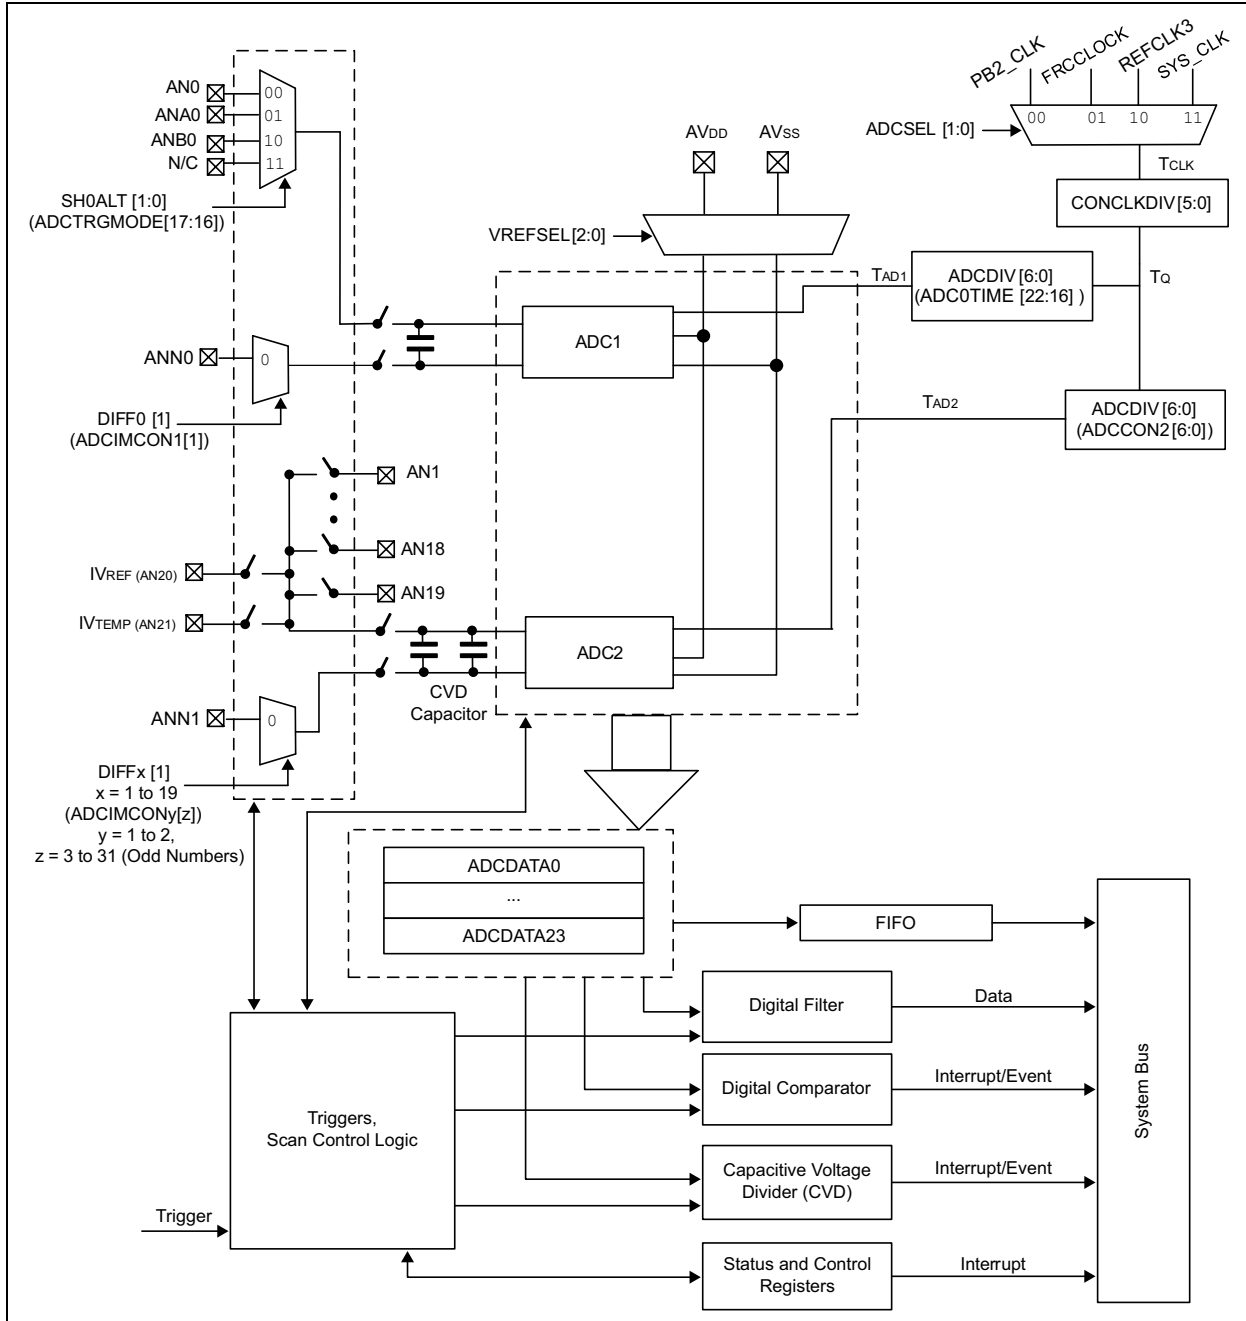 PB2_CLK
FRCCLOCK
REFCLK3
SYS_CLK
AN0
00
ANA0
01
ANB0
10
N/C
11
SH0ALT [1:0]
(ADCTRGMODE[17:16])
AVDD
AVSS
ADCSEL [1:0]
00
01
10
11
TCLK
CONCLKDIV [5:0]
VREFSEL [2:0]
TAD1
ADCDIV [6:0]
(ADC0TIME [22:16] )
TQ
ADC1
ANN0
0
DIFF0 [1]
(ADCIMCON1[1])
TAD2
ADCDIV [6:0]
(ADCCON2 [6:0])
AN1
AN18
IVREF (AN20)
AN19
IVTEMP (AN21)
ADC2
CVD
Capacitor
ANN1
0
DIFFx [1]
x = 1 to 19
(ADCIMCONy[z])
y = 1 to 2,
z = 3 to 31 (Odd Numbers)
ADCDATA0
...
ADCDATA23
FIFO
Digital Filter
Data
Digital Comparator
Interrupt/Event
Triggers,
Scan Control Logic
Capacitive Voltage
Divider (CVD)
Interrupt/Event
Trigger
Status and Control
Registers
Interrupt
System Bus